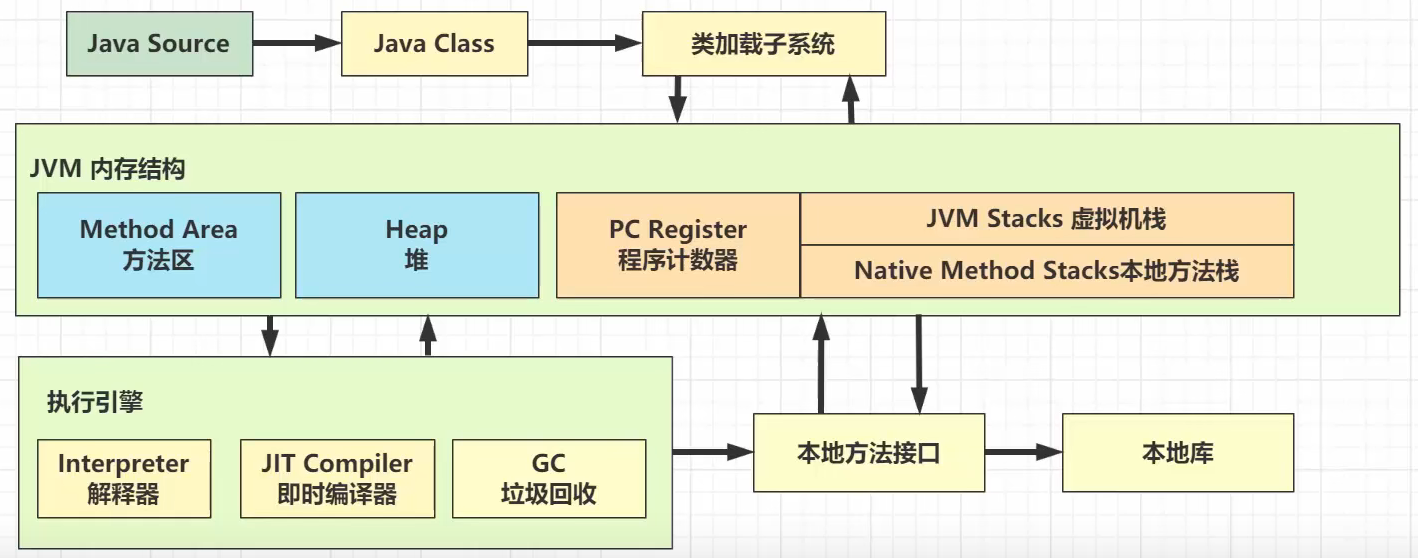 Java Source
Java Class
类加载子系统
JVM 内存结构
Method Area
方法区
Heap
堆
PC Register
程序计数器
JVM Stacks 虚拟机栈
Native Method Stacks本地方法栈
执行引擎
Interpreter
解释器
JIT Compiler
即时编译器
GC
垃圾回收
本地方法接口
本地库